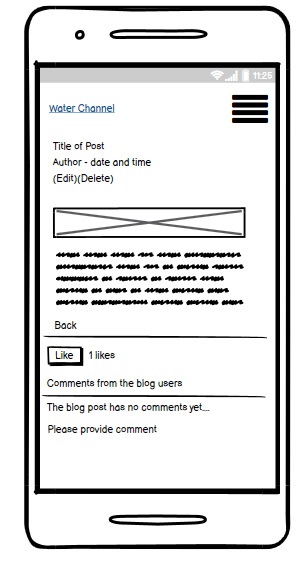 11:25
Water Channel
Title of Post
Author - date and time
(Edit)(Delete)
Back
Like 1 likes
Comments from the blog users
The blog post has no comments yet...
Please provide comment